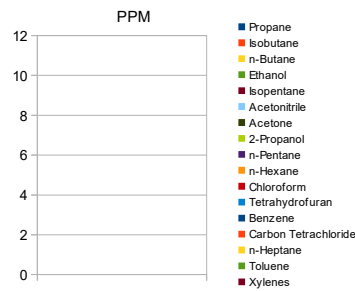 PPM
12
10
8
6
4
2
0
Propane
Isobutane
n-Butane
Ethanol
Isopentane
Acetonitrile
Acetone
2-Propanol
n-Pentane
n-Hexane
Chloroform
Tetrahydrofuran
Benzene
Carbon Tetrachloride
n-Heptane
Toluene
Xylenes